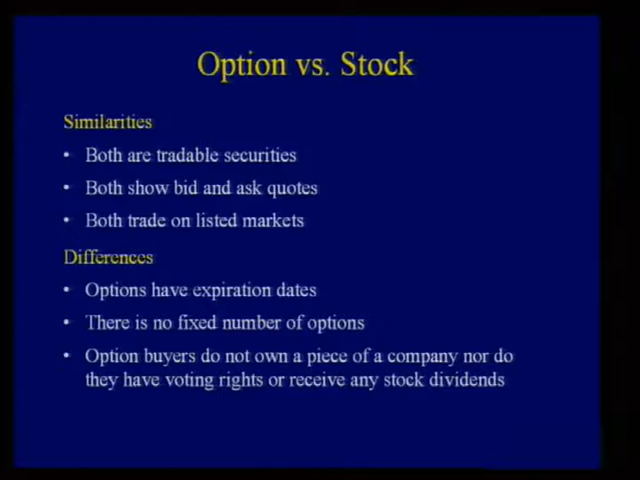 Option vs. Stock
Similarities
• Both are tradable securities
• Both show bid and ask quotes
• Both trade on listed markets
Differences
• Options have expiration dates
• There is no fixed number of options
• Option buyers do not own a piece of a company nor do
they have voting rights or receive any stock dividends